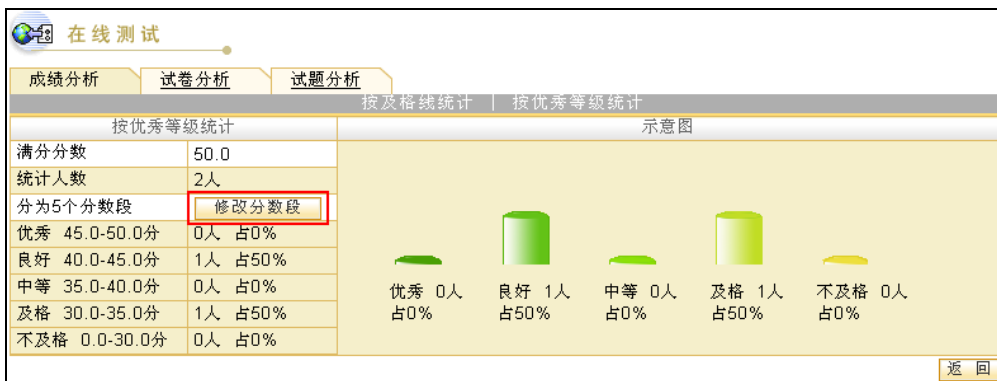 在线测试
成绩分析 试卷分析 试题分析
按及格线统计 | 按优秀等级统计
按优秀等级统计 示意图
满分分数 50.0
统计人数 2人
分为5个分数段 修改分数段
优秀 45.0-50.0分 0人 占0%
良好 40.0-45.0分 1人 占50%
中等 35.0-40.0分 0人 占0%
及格 30.0-35.0分 1人 占50%
不及格 0.0-30.0分 0人 占0%
优秀 0人 良好 1人 中等 0人 及格 1人 不及格 0人
占0% 占50% 占0% 占50% 占0%
返 回